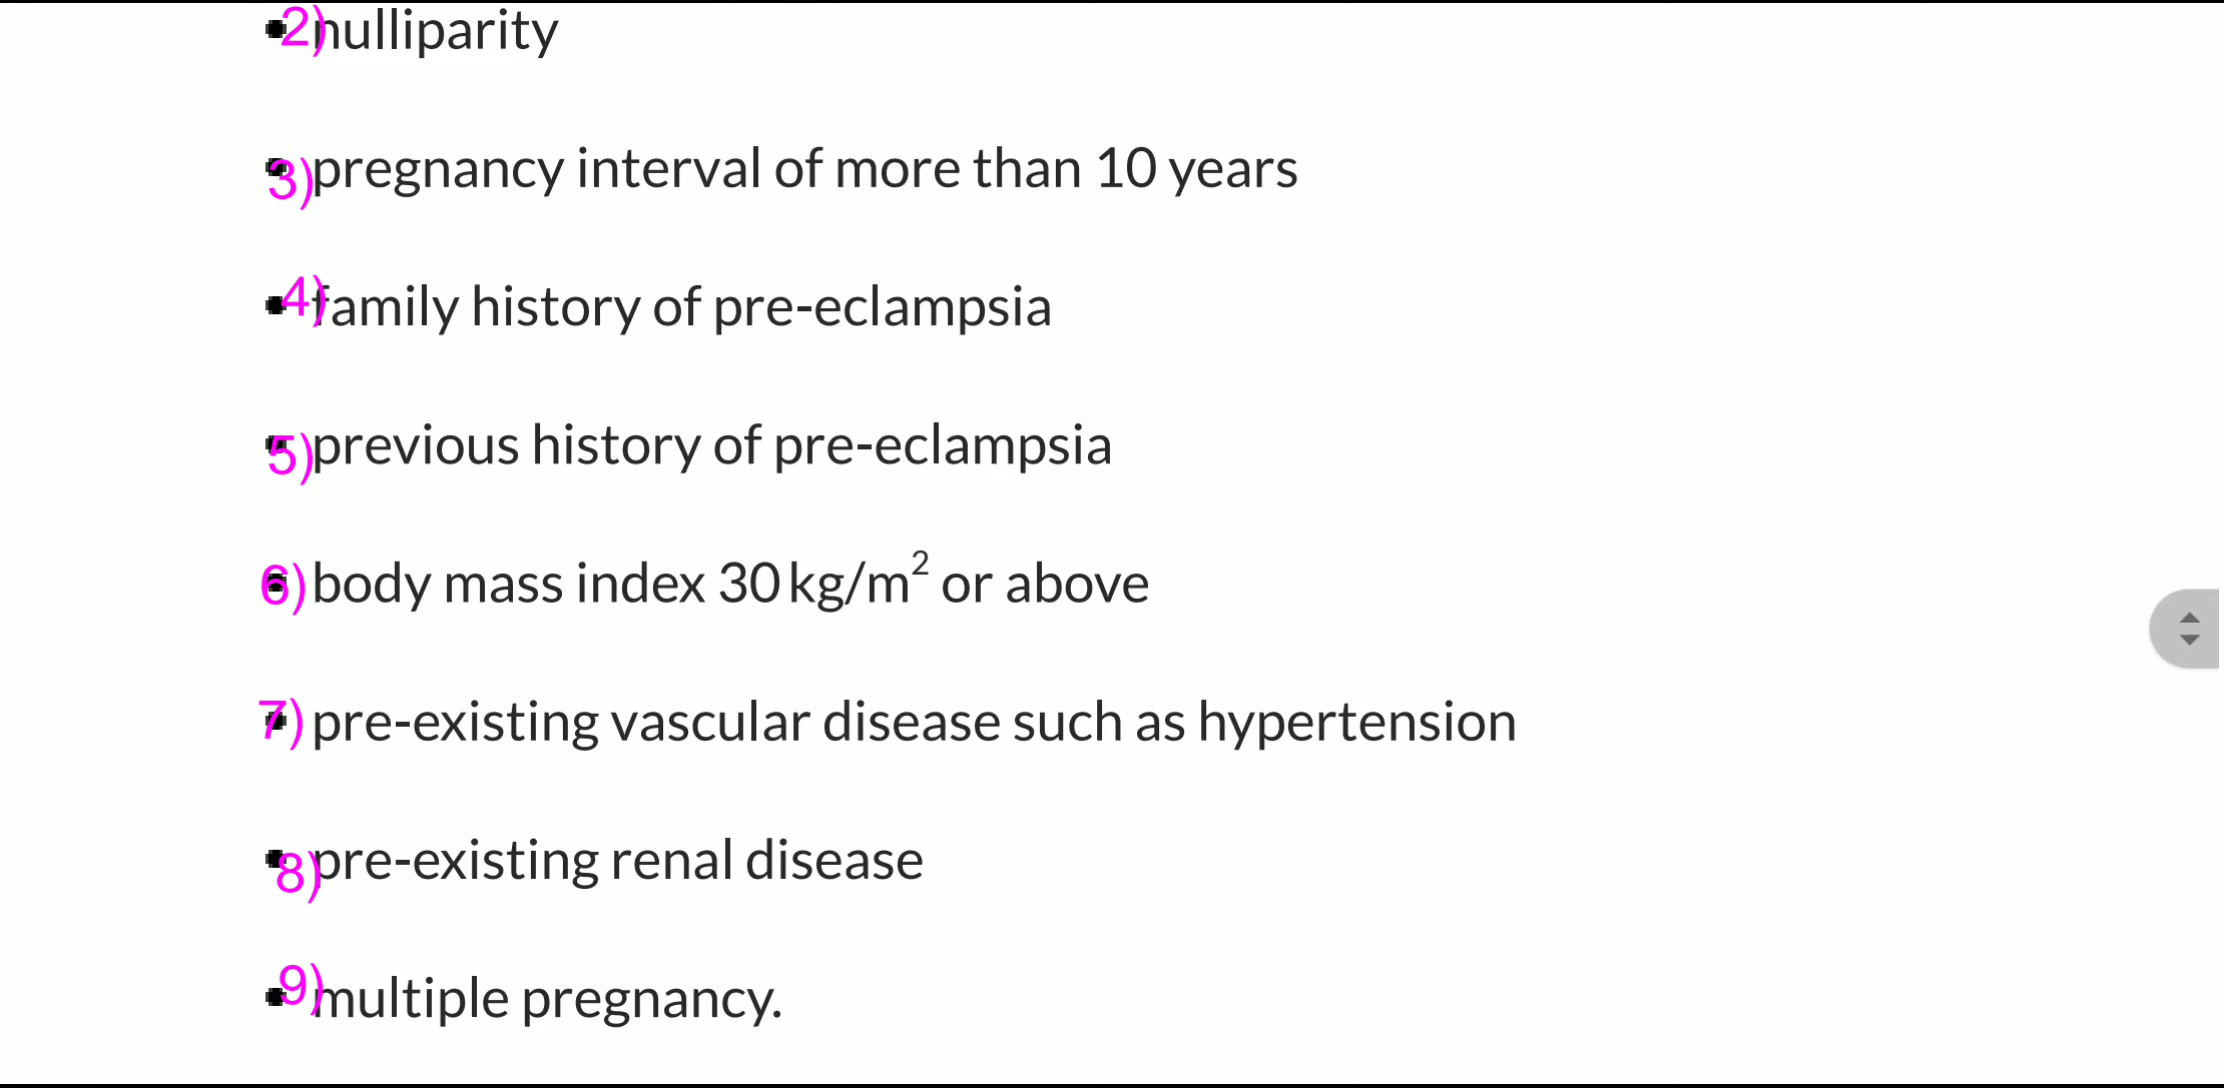 2) nulliparity
3) pregnancy interval of more than 10 years
4) family history of pre-eclampsia
5) previous history of pre-eclampsia
6) body mass index 30 kg/m² or above
7) pre-existing vascular disease such as hypertension
8) pre-existing renal disease
9) multiple pregnancy.